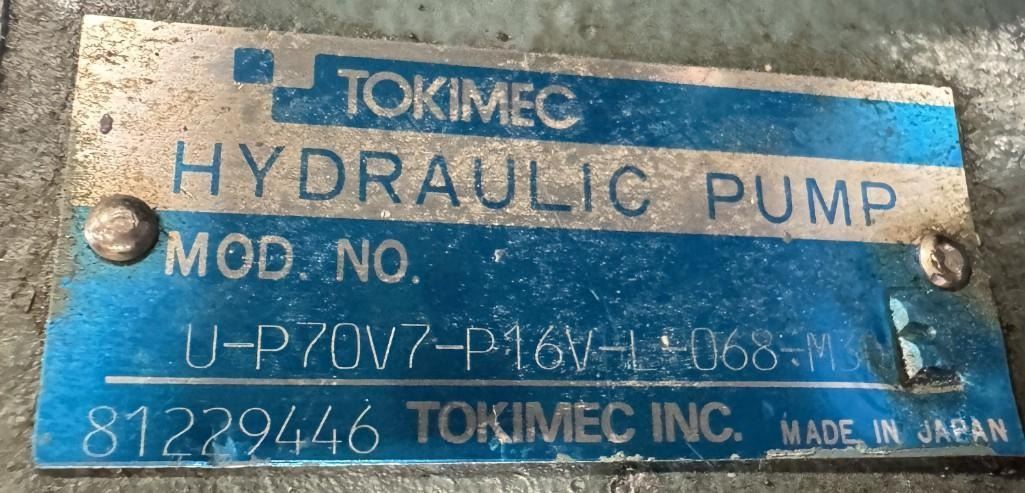 TOKIMEC
HYDRAULIC PUMP
MOD. NO.
U-P70V7-P16V-L-068-M3
81229446 TOKIMEC INC. MADE IN JAPAN